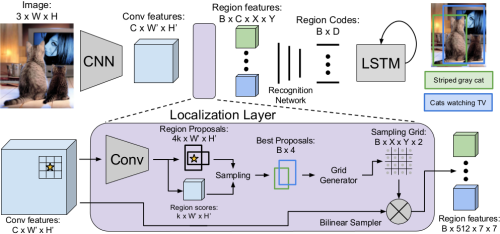 Image:
3 x W x H
Conv features:
C x W' x H'
Region features:
B x C x X x Y
Region Codes:
B x D
CNN
LSTM
Recognition
Network
Striped gray cat
Cats watching TV
Localization Layer
Region Proposals:
4k x W' x H'
Conv
Region scores:
k x W' x H'
Sampling
Best Proposals:
B x 4
Grid
Generator
Sampling Grid:
B x X x Y x 2
Bilinear Sampler
Conv features:
C x W' x H'
Region features:
B x 512 x 7 x 7